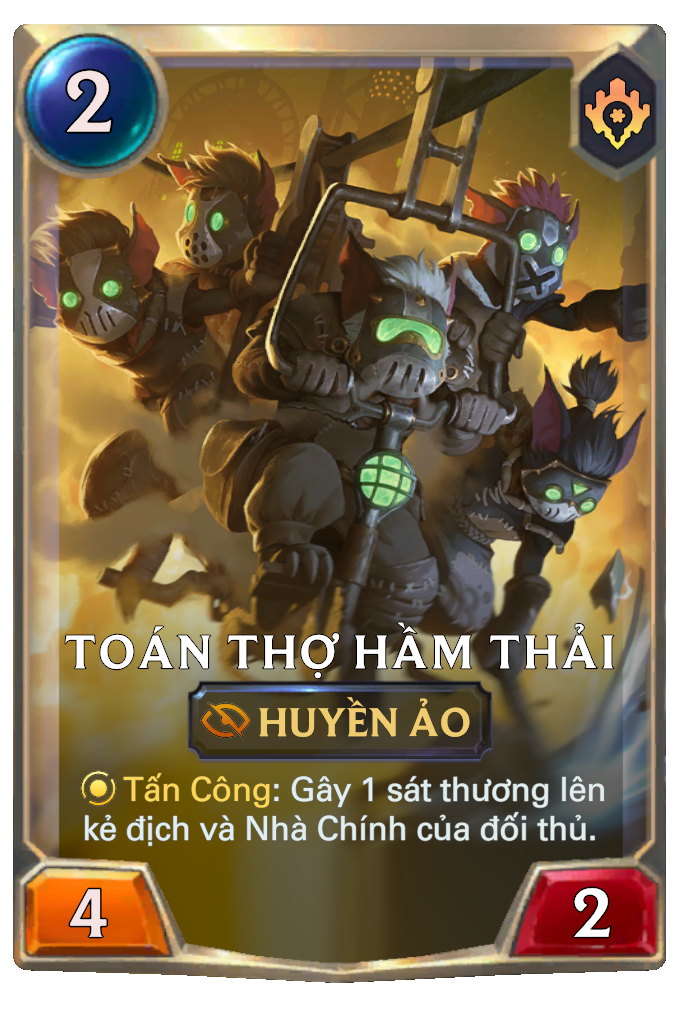 2
TOÁN THỢ HẦM THẢI
HUYỀN ẢO
Tấn Công: Gây 1 sát thương lên
kẻ địch và Nhà Chính của đối thủ.
4
2